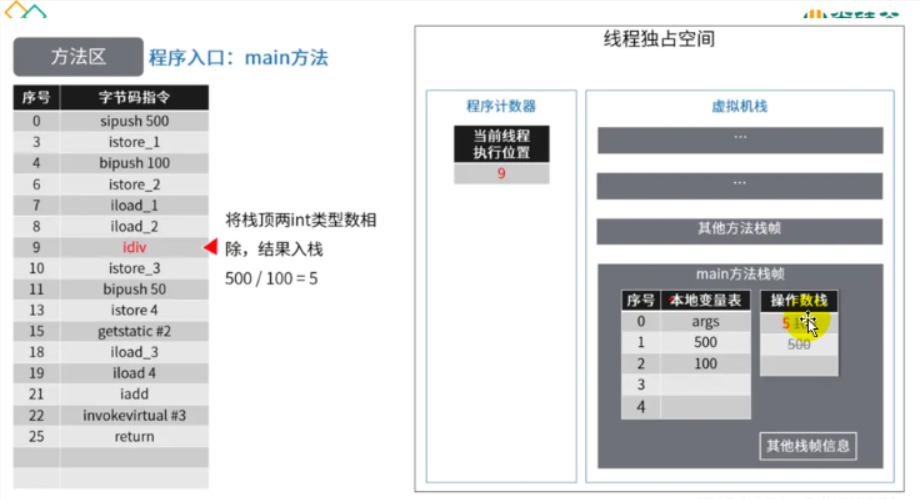 方法区
程序入口：main方法
序号 字节码指令
0 sipush 500
3 istore_1
4 bipush 100
6 istore_2
7 iload_1
8 iload_2
9 idiv
10 istore_3
11 bipush 50
13 istore 4
15 getstatic #2
18 iload_3
19 iload 4
21 iadd
22 invokevirtual #3
25 return
将栈顶两int类型数相
除，结果入栈
500 / 100 = 5
线程独占空间
程序计数器
当前线程
执行位置
9
虚拟机栈
...
...
其他方法栈帧
main方法栈帧
序号 本地变量表
0 args
1 500
2 100
3
4
操作数栈
5
500
其他栈帧信息